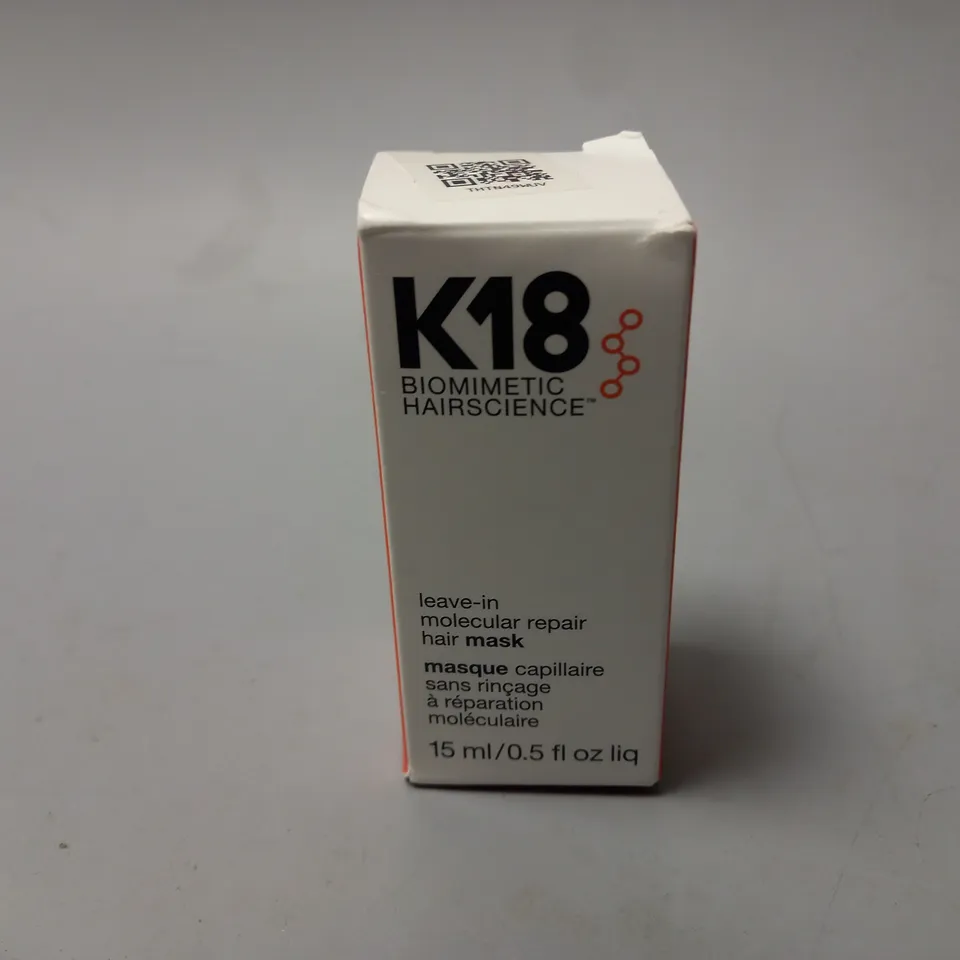 THTN49WUV
K18
BIOMIMETIC
HAIRSCIENCE™
leave-in
molecular repair
hair mask
masque capillaire
sans rinçage
à réparation
moléculaire
15 ml/0.5 fl oz liq